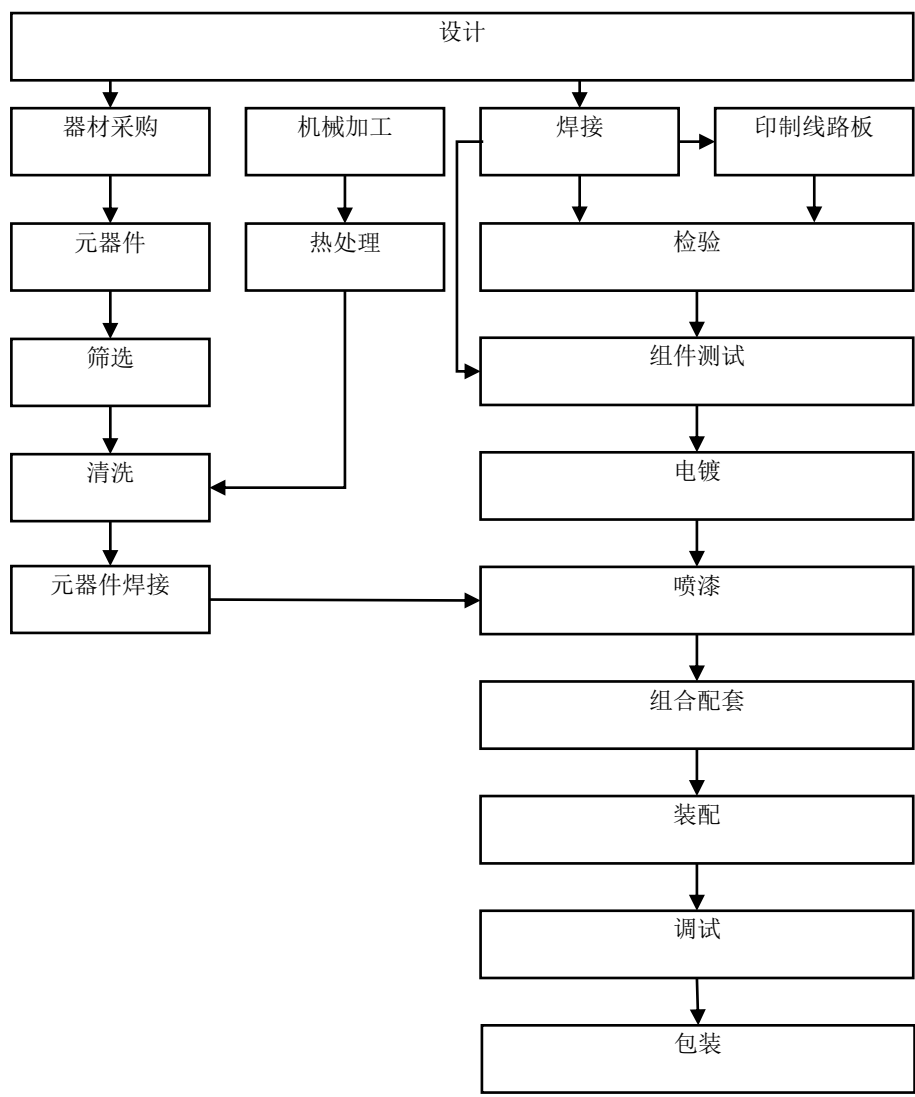 设计
器材采购
机械加工
焊接
印制线路板
元器件
热处理
检验
筛选
组件测试
清洗
电镀
元器件焊接
喷漆
组合配套
装配
调试
包装